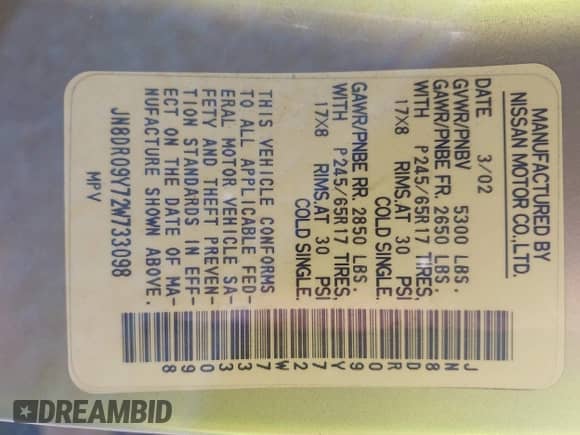 MANUFACTURED BY
NISSAN MOTOR CO.,LTD.
DATE 3/02
GVWR/PNBV 5300 LBS.
GAWR/PNBE FR. 2650 LBS.
WITH P245/65R17 TIRES,
17X8 RIMS,AT 30 PSI
COLD SINGLE.
GAWR/PNBE RR. 2850 LBS.
WITH P245/65R17 TIRES,
17X8 RIMS,AT 30 PSI
COLD SINGLE.
THIS VEHICLE CONFORMS
TO ALL APPLICABLE FED-
ERAL MOTOR VEHICLE SA-
FETY AND THEFT PREVEN-
TION STANDARDS IN EFF-
ECT ON THE DATE OF MA-
NUFACTURE SHOWN ABOVE.
JN8DR09Y72W733098
MPV
JN8DR09Y72W733098
DREAMBID